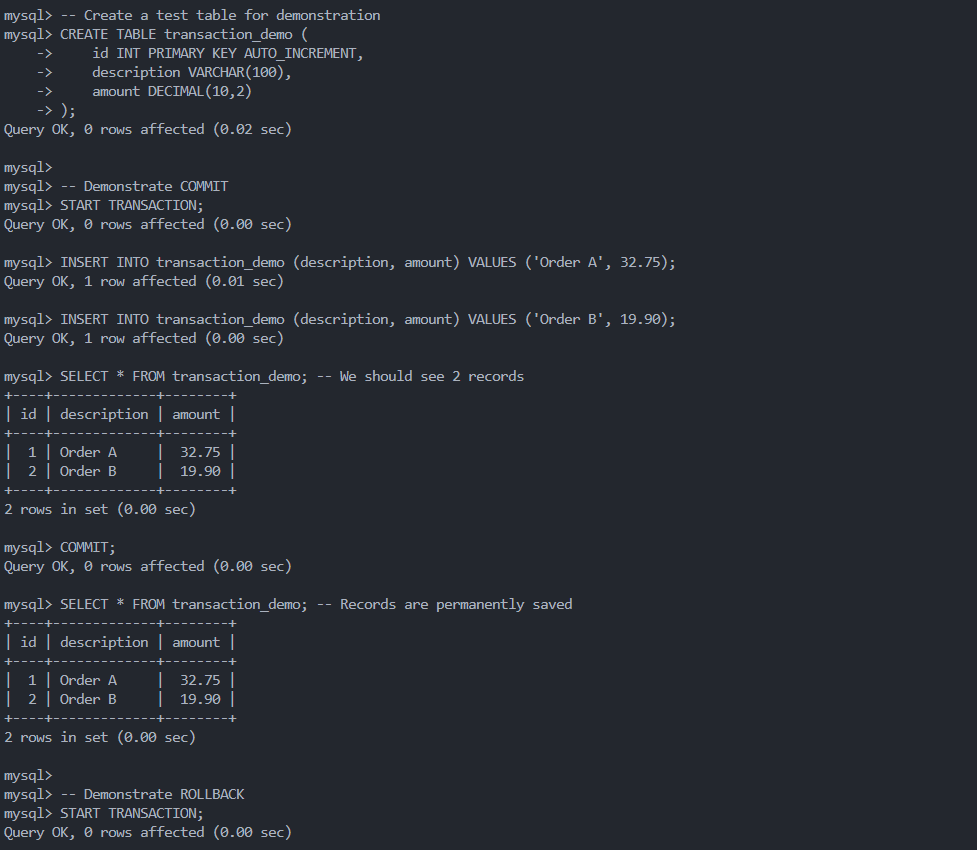 mysql> -- Create a test table for demonstration
mysql> CREATE TABLE transaction_demo (
    ->     id INT PRIMARY KEY AUTO_INCREMENT,
    ->     description VARCHAR(100),
    ->     amount DECIMAL(10,2)
    -> );
Query OK, 0 rows affected (0.02 sec)

mysql>
mysql> -- Demonstrate COMMIT
mysql> START TRANSACTION;
Query OK, 0 rows affected (0.00 sec)

mysql> INSERT INTO transaction_demo (description, amount) VALUES ('Order A', 32.75);
Query OK, 1 row affected (0.01 sec)

mysql> INSERT INTO transaction_demo (description, amount) VALUES ('Order B', 19.90);
Query OK, 1 row affected (0.00 sec)

mysql> SELECT * FROM transaction_demo; -- We should see 2 records
+----+-------------+--------+
| id | description | amount |
+----+-------------+--------+
|  1 | Order A     |  32.75 |
|  2 | Order B     |  19.90 |
+----+-------------+--------+
2 rows in set (0.00 sec)

mysql> COMMIT;
Query OK, 0 rows affected (0.00 sec)

mysql> SELECT * FROM transaction_demo; -- Records are permanently saved
+----+-------------+--------+
| id | description | amount |
+----+-------------+--------+
|  1 | Order A     |  32.75 |
|  2 | Order B     |  19.90 |
+----+-------------+--------+
2 rows in set (0.00 sec)

mysql>
mysql> -- Demonstrate ROLLBACK
mysql> START TRANSACTION;
Query OK, 0 rows affected (0.00 sec)